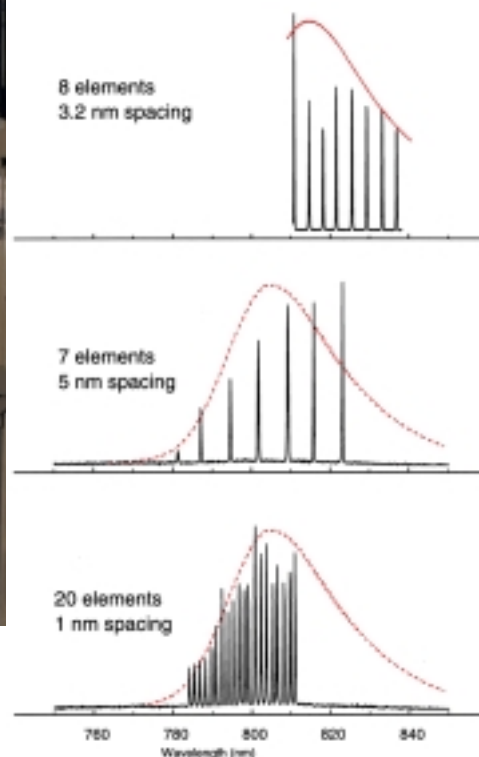 8 elements
3.2 nm spacing
7 elements
5 nm spacing
20 elements
1 nm spacing
760 780 800 820 840
Wavelength (nm)